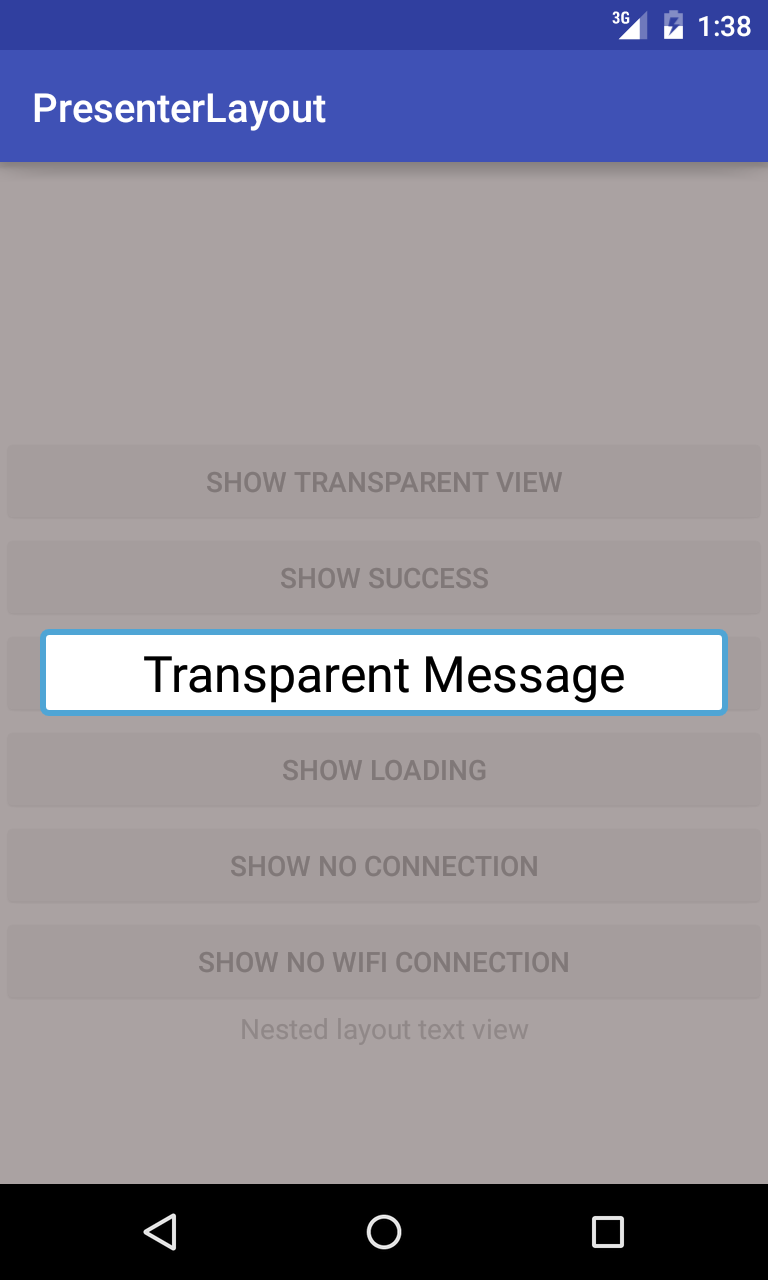 3G 1:38
PresenterLayout
SHOW TRANSPARENT VIEW
SHOW SUCCESS
Transparent Message
SHOW LOADING
SHOW NO CONNECTION
SHOW NO WIFI CONNECTION
Nested layout text view